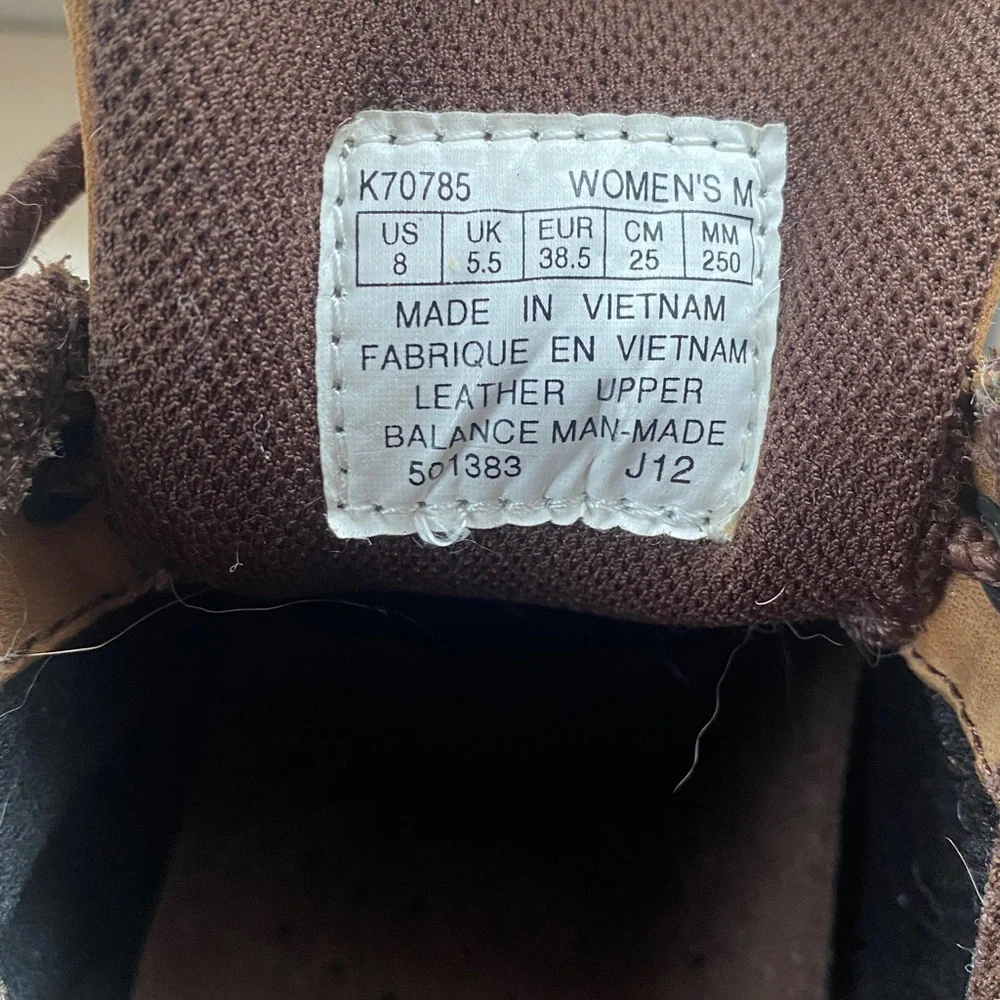 K70785 WOMEN'S M
US UK EUR CM MM
8 5.5 38.5 25 250
MADE IN VIETNAM
FABRIQUE EN VIETNAM
LEATHER UPPER
BALANCE MAN-MADE
501383 J12